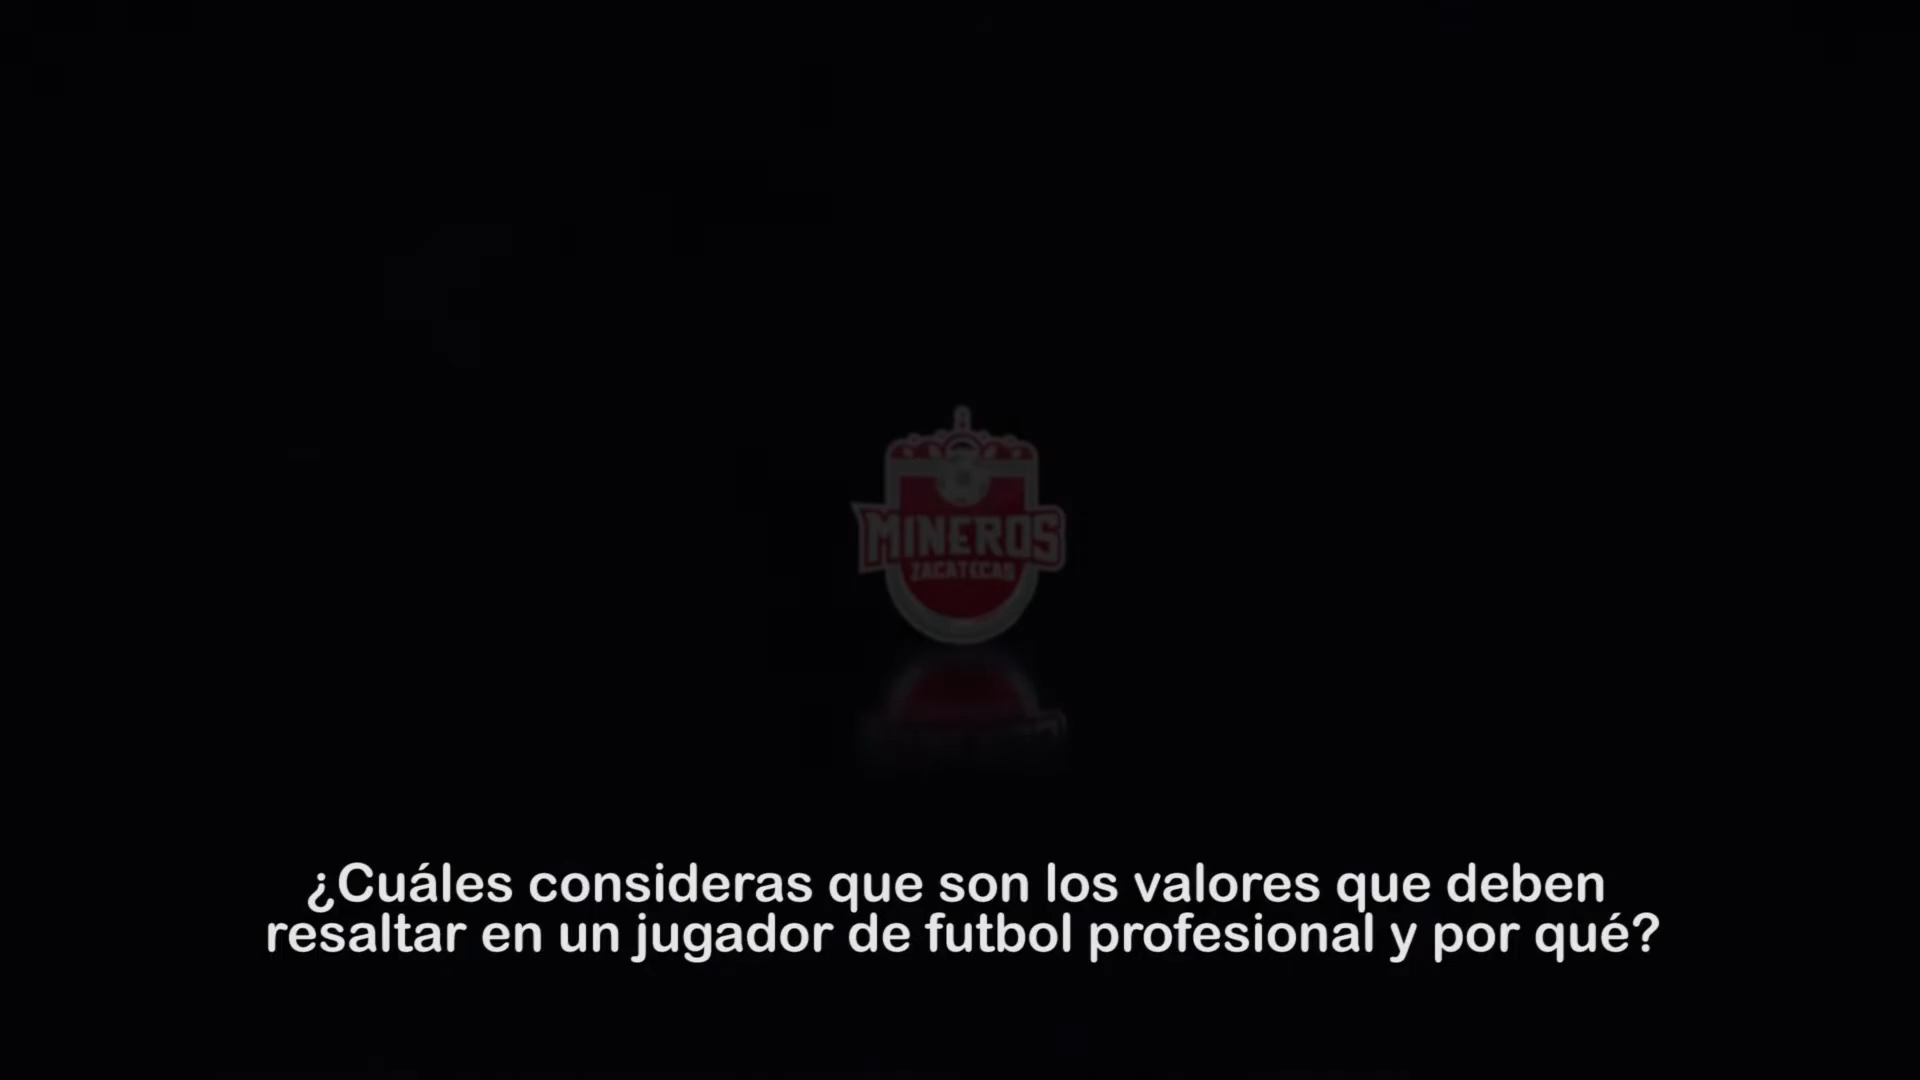 MINEROS
ZACATECAS
¿Cuáles consideras que son los valores que deben
resaltar en un jugador de futbol profesional y por qué?